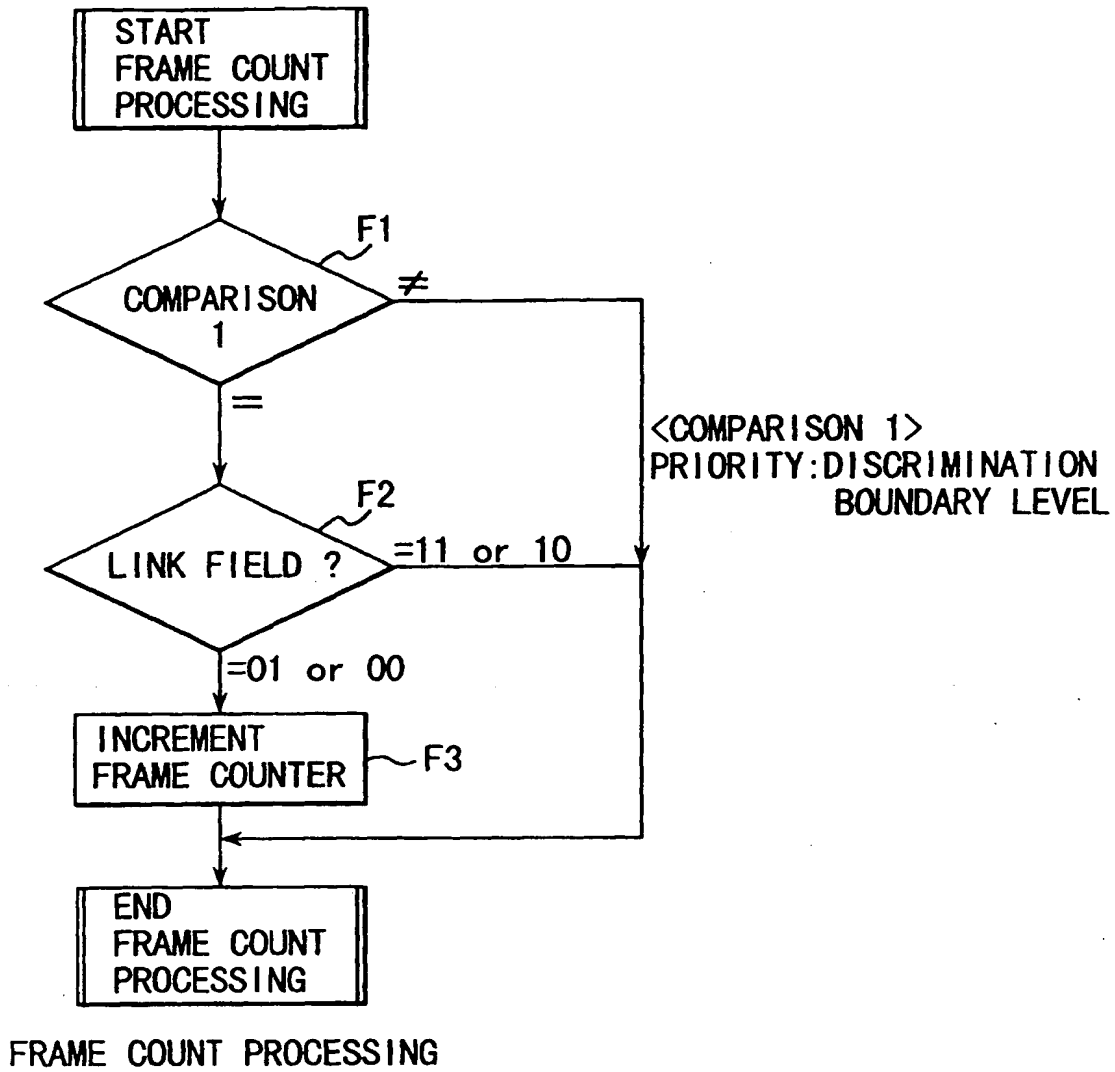 START
FRAME COUNT
PROCESSING
F1
≠
COMPARISON
1
=
<COMPARISON 1>
PRIORITY:DISCRIMINATION
BOUNDARY LEVEL
F2
LINK FIELD ?
=11 or 10
=01 or 00
INCREMENT
FRAME COUNTER
F3
END
FRAME COUNT
PROCESSING
FRAME COUNT PROCESSING